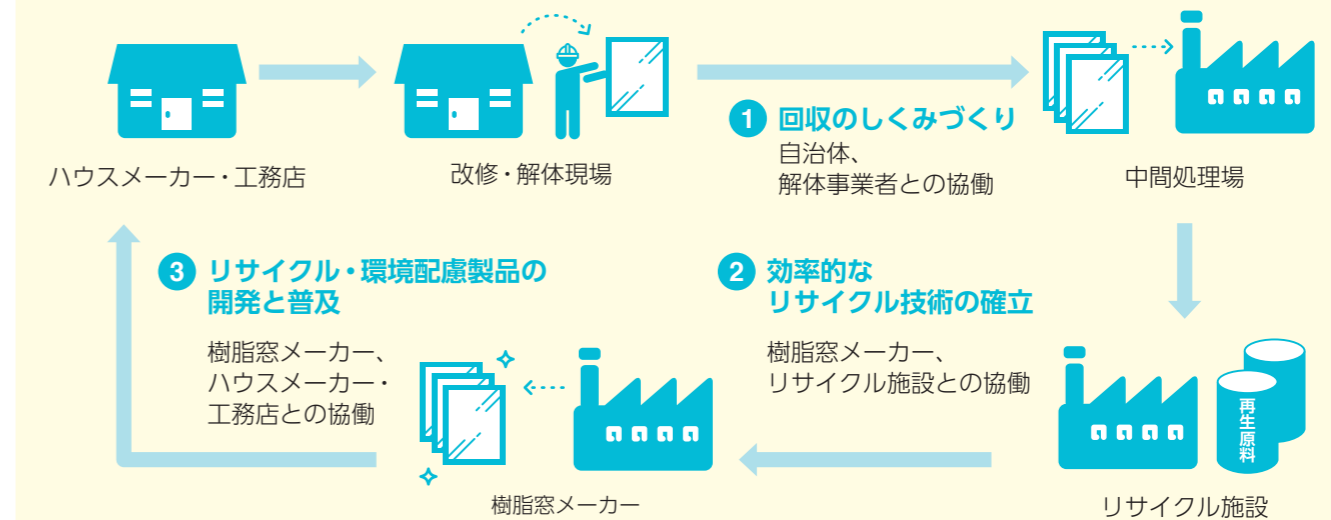 ハウスメーカー・工務店
改修・解体現場
1 回収のしくみづくり
自治体、
解体事業者との協働
中間処理場
3 リサイクル・環境配慮製品の
開発と普及
樹脂窓メーカー、
ハウスメーカー・
工務店との協働
2 効率的な
リサイクル技術の確立
樹脂窓メーカー、
リサイクル施設との協働
再生原料
樹脂窓メーカー
リサイクル施設